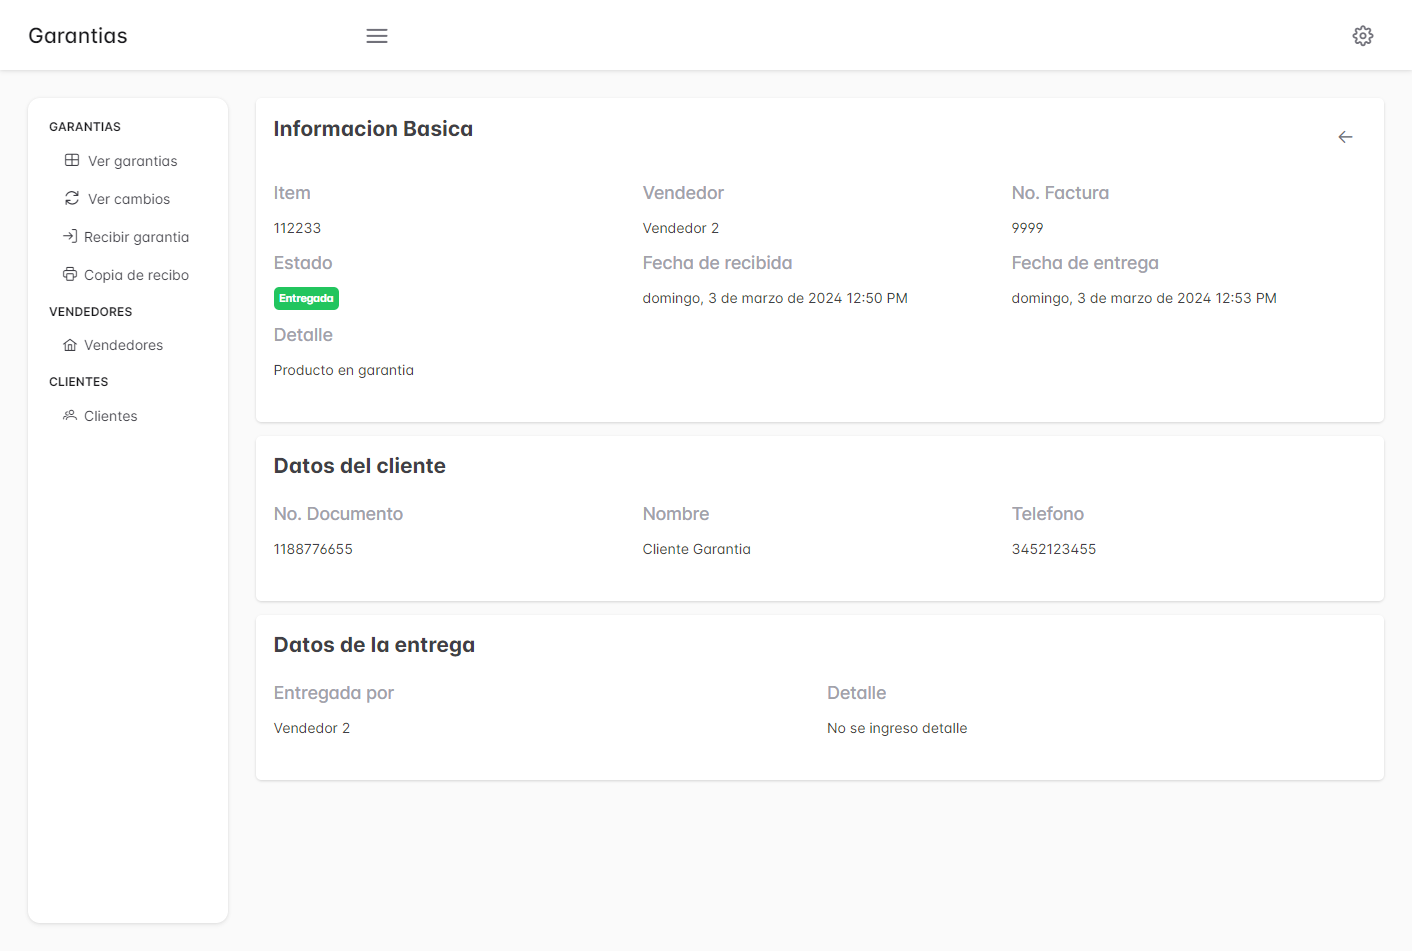 Garantias
GARANTIAS
Ver garantias
Ver cambios
Recibir garantia
Copia de recibo
VENDEDORES
Vendedores
CLIENTES
Clientes
Informacion Basica
Item
112233
Vendedor
Vendedor 2
No. Factura
9999
Estado
Entregada
Fecha de recibida
domingo, 3 de marzo de 2024 12:50 PM
Fecha de entrega
domingo, 3 de marzo de 2024 12:53 PM
Detalle
Producto en garantia
Datos del cliente
No. Documento
1188776655
Nombre
Cliente Garantia
Telefono
3452123455
Datos de la entrega
Entregada por
Vendedor 2
Detalle
No se ingreso detalle